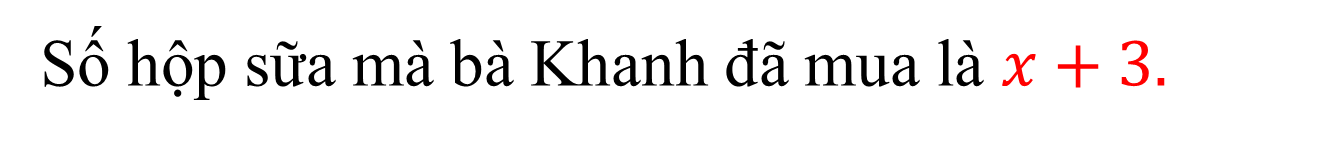 Số hộp sữa mà bà Khanh đã mua là x + 3.